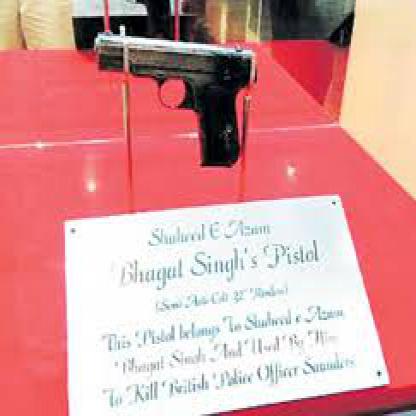 Shaheed E Azam
Bhagat Singh's Pistol
(Semi Auto Colt 32" Bore)
This Pistol belongs To Shaheed e Azam
Bhagat Singh And Used By Him
To Kill British Police Officer Saunders